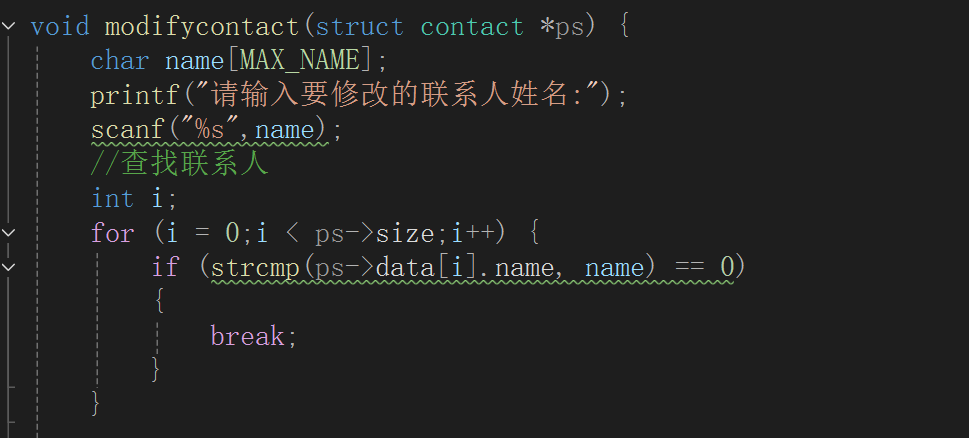 void modifycontact(struct contact *ps) {
char name[MAX_NAME];
printf("请输入要修改的联系人姓名:");
scanf("%s",name);
//查找联系人
int i;
for (i = 0;i < ps->size;i++) {
if (strcmp(ps->data[i].name, name) == 0)
{
break;
}
}